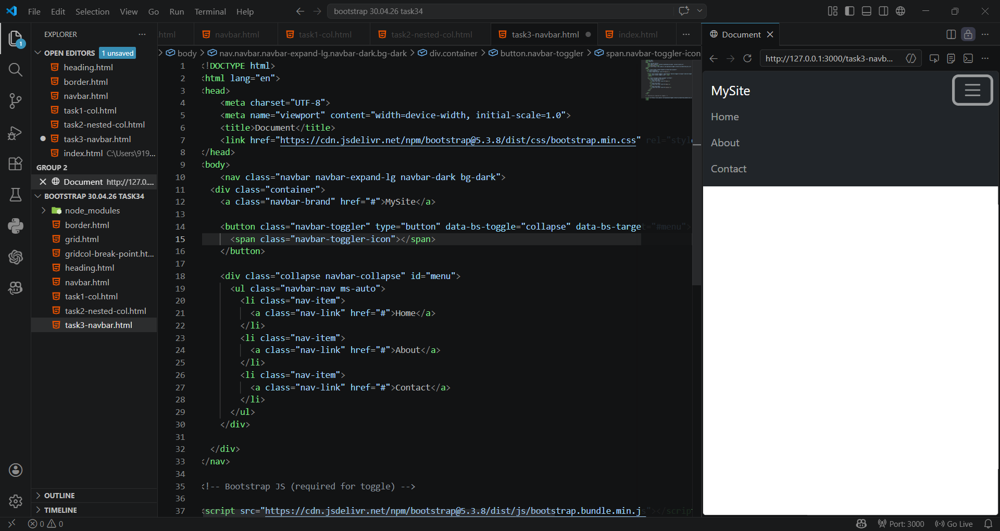 File Edit Selection View Go Run Terminal Help
bootstrap 30.04.26 task34
EXPLORER
OPEN EDITORS 1 unsaved
heading.html
border.html
navbar.html
task1-col.html
task2-nested-col.html
task3-navbar.html
index.html C:\Users\919...
GROUP 2
Document http://127.0....
BOOTSTRAP 30.04.26 TASK34
node_modules
border.html
grid.html
gridcol-break-point.ht...
heading.html
navbar.html
task1-col.html
task2-nested-col.html
task3-navbar.html
OUTLINE
TIMELINE
.html navbar.html task1-col.html task2-nested-col.html task3-navbar.html index.html
body nav.navbar.navbar-expand-lg.navbar-dark.bg-dark div.container button.navbar-toggler span.navbar-toggler-icon
1 <!DOCTYPE html>
2 <html lang="en">
3 <head>
4 <meta charset="UTF-8">
5 <meta name="viewport" content="width=device-width, initial-scale=1.0">
6 <title>Document</title>
7 <link href="https://cdn.jsdelivr.net/npm/bootstrap@5.3.8/dist/css/bootstrap.min.css" rel="style
8 </head>
9 <body>
10 <nav class="navbar navbar-expand-lg navbar-dark bg-dark">
11 <div class="container">
12 <a class="navbar-brand" href="#">MySite</a>
13
14 <button class="navbar-toggler" type="button" data-bs-toggle="collapse" data-bs-target="#menu">
15 <span class="navbar-toggler-icon"></span>
16 </button>
17
18 <div class="collapse navbar-collapse" id="menu">
19 <ul class="navbar-nav ms-auto">
20 <li class="nav-item">
21 <a class="nav-link" href="#">Home</a>
22 </li>
23 <li class="nav-item">
24 <a class="nav-link" href="#">About</a>
25 </li>
26 <li class="nav-item">
27 <a class="nav-link" href="#">Contact</a>
28 </li>
29 </ul>
30 </div>
31
32 </div>
33 </nav>
34
35 <!-- Bootstrap JS (required for toggle) -->
36
37 <script src="https://cdn.jsdelivr.net/npm/bootstrap@5.3.8/dist/js/bootstrap.bundle.min.js"></script
Document
http://127.0.0.1:3000/task3-navb...
MySite
Home
About
Contact
0 0
Port: 3000 Go Live
1